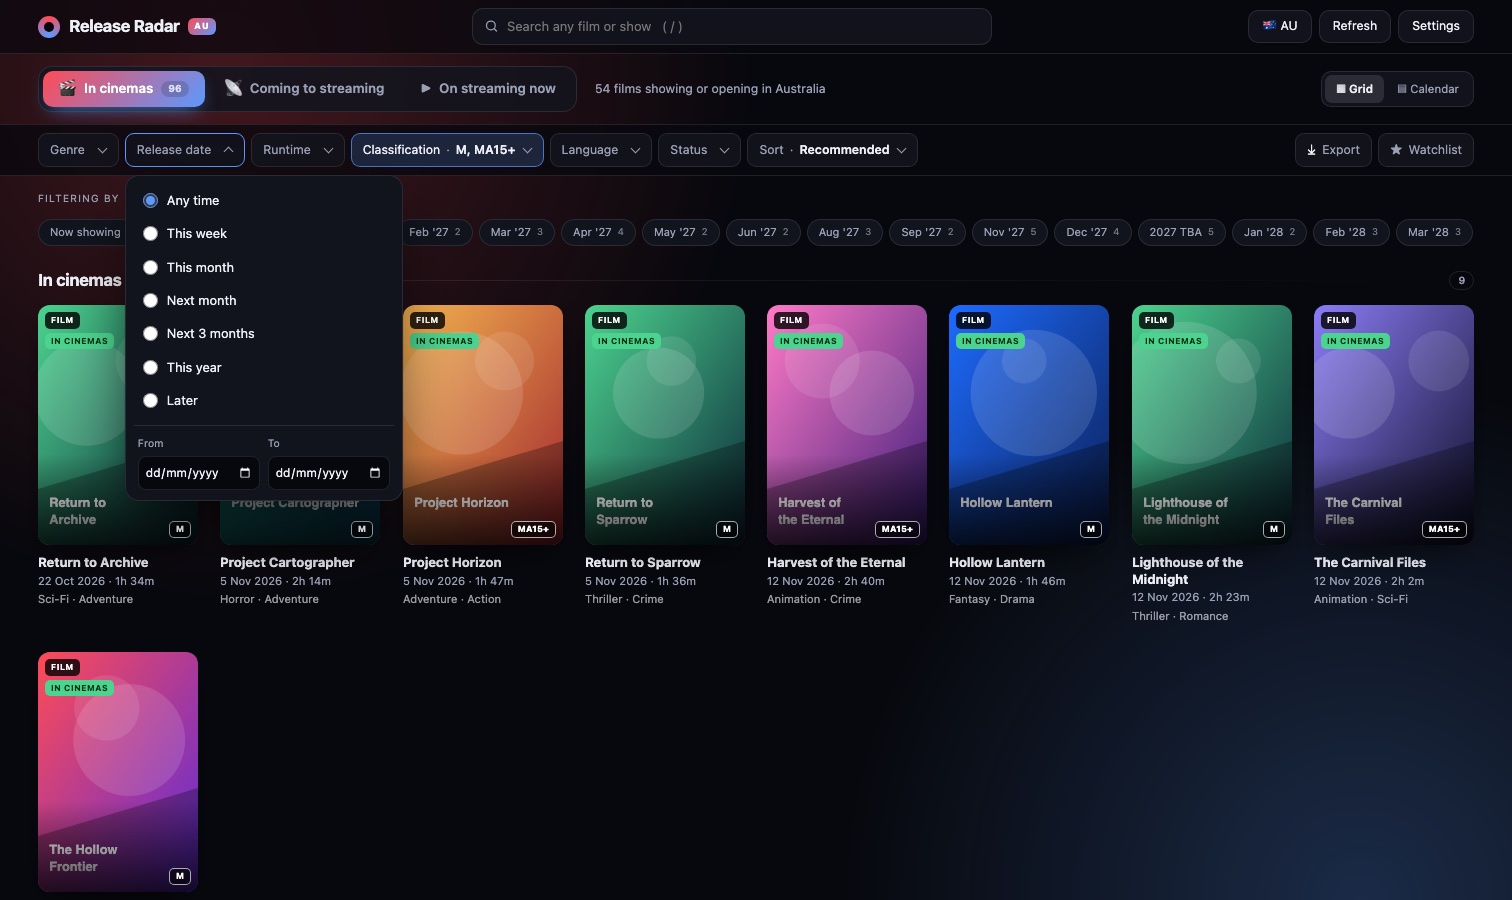 Release Radar AU
Search any film or show ( / )
AU
Refresh
Settings
In cinemas 96
Coming to streaming
On streaming now
54 films showing or opening in Australia
Grid
Calendar
Genre
Release date
Runtime
Classification · M, MA15+
Language
Status
Sort · Recommended
Export
Watchlist
FILTERING BY
Any time
This week
This month
Next month
Next 3 months
This year
Later
From
To
dd/mm/yyyy
dd/mm/yyyy
Now showing
Feb '27 2
Mar '27 3
Apr '27 4
May '27 2
Jun '27 2
Aug '27 3
Sep '27 2
Nov '27 5
Dec '27 4
2027 TBA 5
Jan '28 2
Feb '28 3
Mar '28 3
In cinemas
9
FILM
IN CINEMAS
Return to
Archive
M
Return to Archive
22 Oct 2026 · 1h 34m
Sci-Fi · Adventure
Project Cartographer
M
Project Cartographer
5 Nov 2026 · 2h 14m
Horror · Adventure
FILM
IN CINEMAS
Project Horizon
MA15+
Project Horizon
5 Nov 2026 · 1h 47m
Adventure · Action
FILM
IN CINEMAS
Return to
Sparrow
M
Return to Sparrow
5 Nov 2026 · 1h 36m
Thriller · Crime
FILM
IN CINEMAS
Harvest of
the Eternal
MA15+
Harvest of the Eternal
12 Nov 2026 · 2h 40m
Animation · Crime
FILM
IN CINEMAS
Hollow Lantern
M
Hollow Lantern
12 Nov 2026 · 1h 46m
Fantasy · Drama
FILM
IN CINEMAS
Lighthouse of
the Midnight
M
Lighthouse of the
Midnight
12 Nov 2026 · 2h 23m
Thriller · Romance
FILM
IN CINEMAS
The Carnival
Files
MA15+
The Carnival Files
12 Nov 2026 · 2h 2m
Animation · Sci-Fi
FILM
IN CINEMAS
The Hollow
Frontier
M